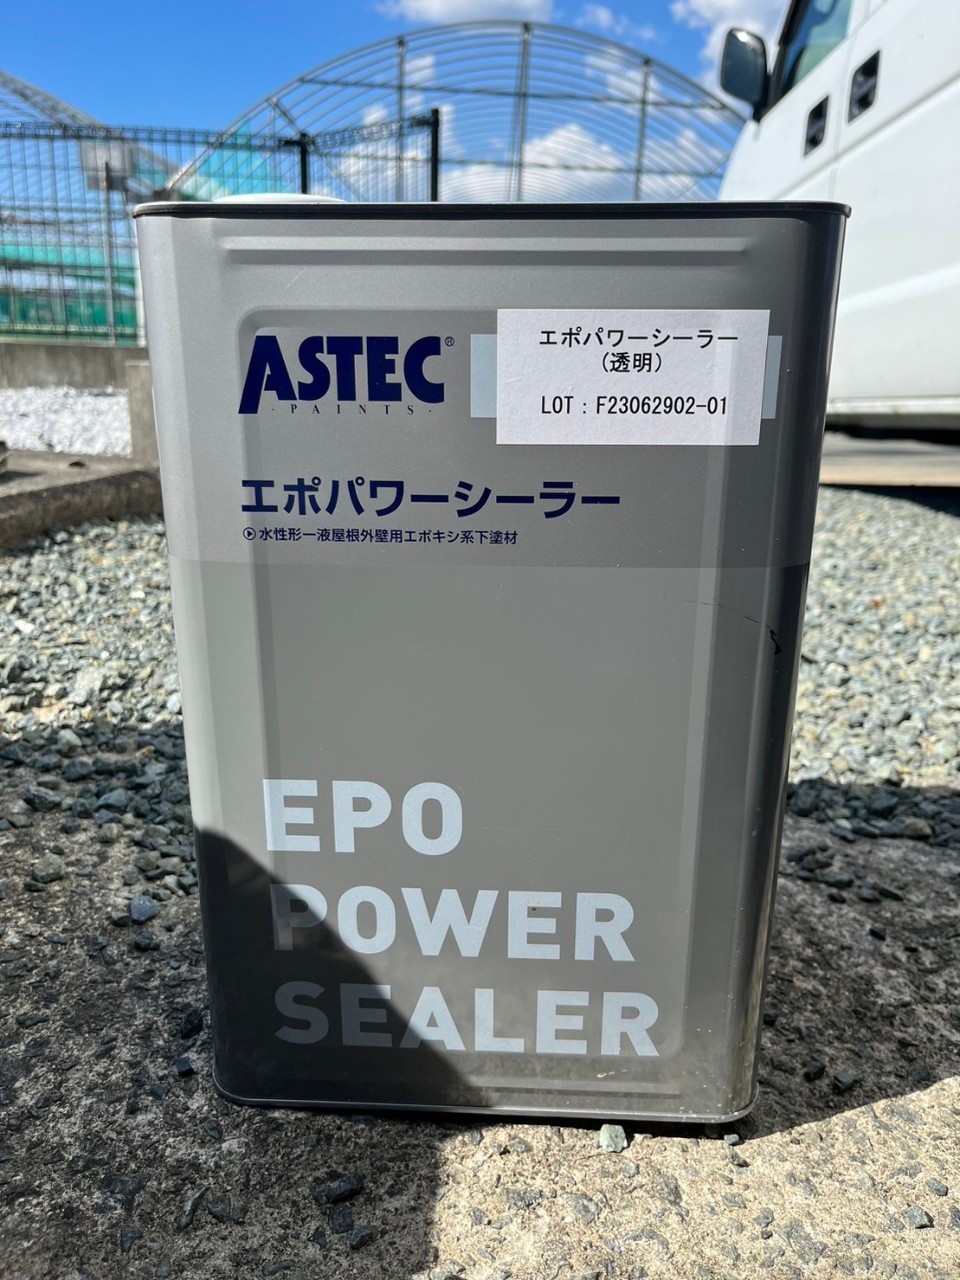 ASTEC®
·PAINTS·
エポパワーシーラー
(透明)
LOT：F23062902-01
エポパワーシーラー
水性形一液屋根外壁用エポキシ系下塗材
EPO
POWER
SEALER